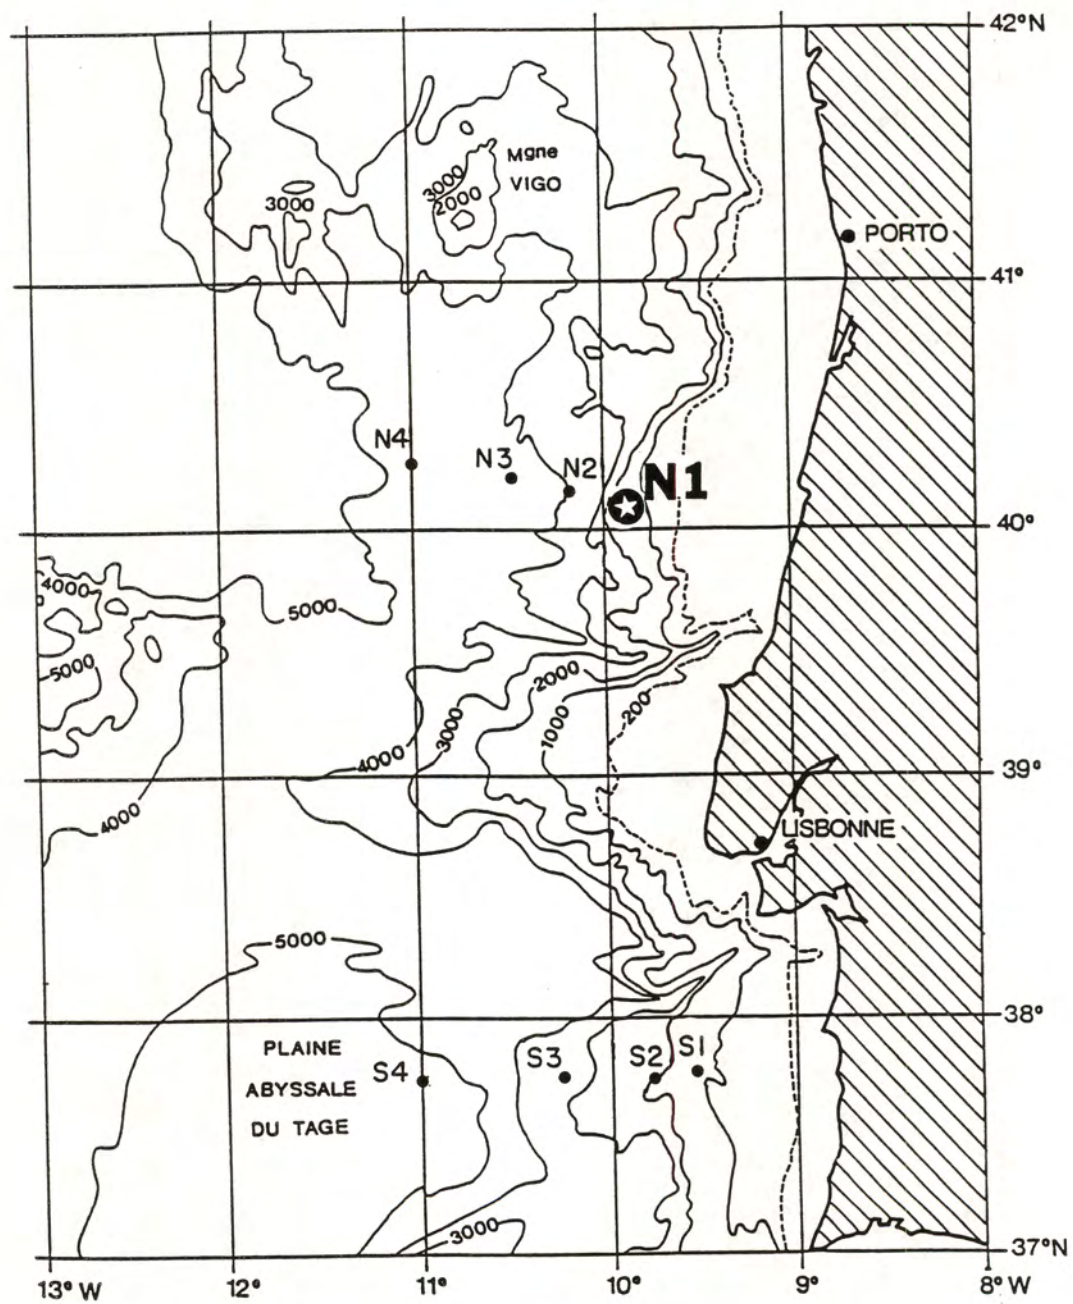 42°N
Mgne
VIGO
3000
2000
3000
PORTO
41°
N4
N3
N2
N1
40°
4000
5000
5000
2000
200
1000
3000
4000
39°
4000
LISBONNE
5000
38°
PLAINE
ABYSSALE
DU TAGE
S4
S3
S2
S1
3000
37°N
13° W
12°
11°
10°
9°
8° W